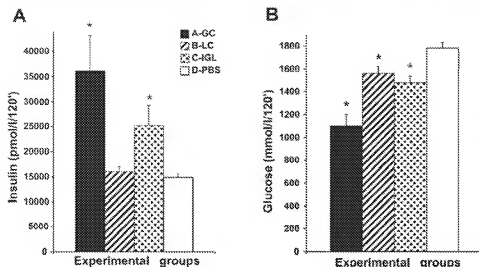 A
Insulin (pmol/l/120')
40000
35000
30000
25000
20000
15000
10000
5000
0
*
*
A-GC
B-LC
C-IGL
D-PBS
Experimental groups
B
Glucose (mmol/l/120')
1800
1600
1400
1200
1000
800
600
400
200
0
*
*
*
Experimental groups